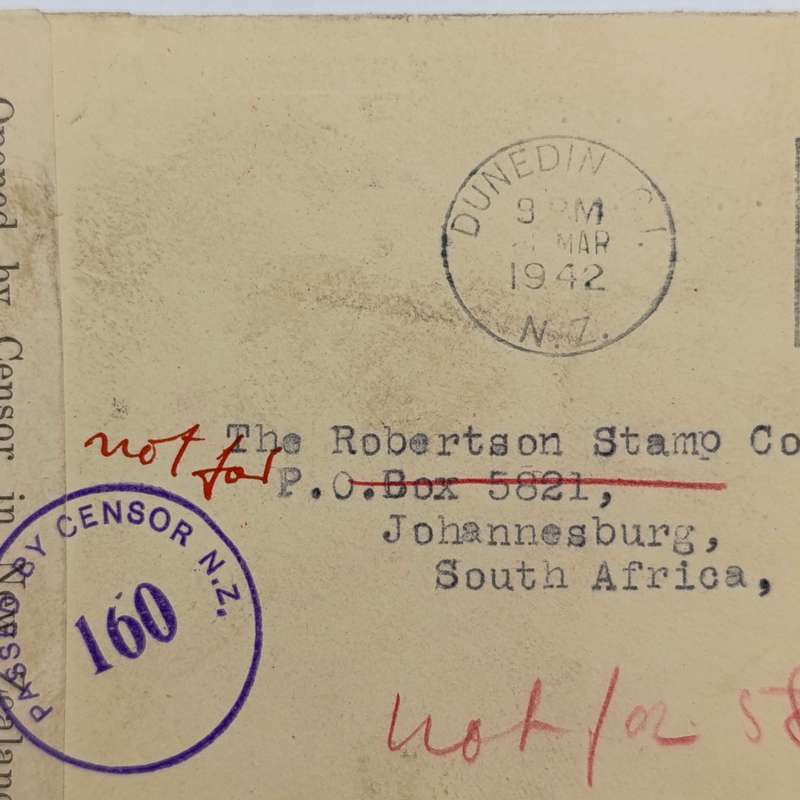 Opened by Censor in New Zealand
DUNEDIN
9 PM
MAR
1942
N.Z.
not for
The Robertson Stamp Co
P.O.Box 5821,
Johannesburg,
South Africa,
PASSED BY CENSOR N.Z.
160
not for 58